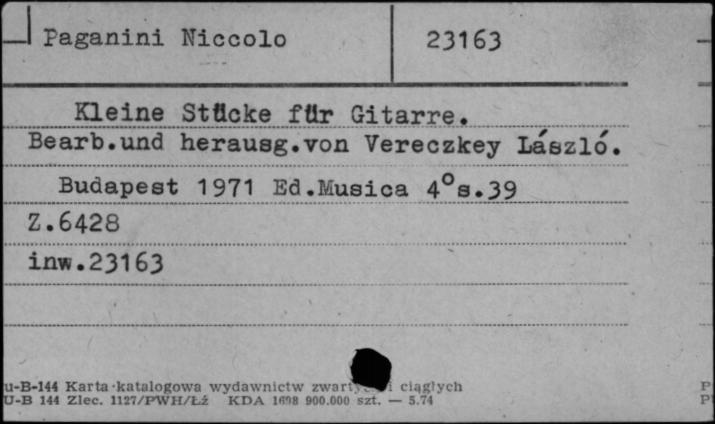 Paganini Niccolo 23163
Kleine Stücke für Gitarre.
Bearb.und herausg.von Vereczkey László.
Budapest 1971 Ed.Musica 4°s.39
Z.6428
inw.23163
u-B-144 Karta katalogowa wydawnictw i ciągłych
U-B 144 Zlec. 1127/PWH/Łź KDA 1698 900.000 szt. — 5.74